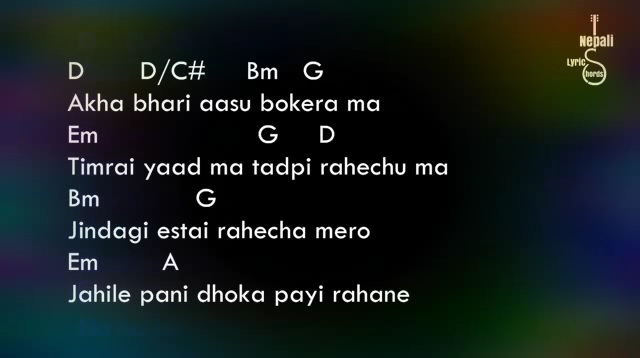 Nepali
Lyric
Chords
D D/C# Bm G
Akha bhari aasu bokera ma
Em G D
Timrai yaad ma tadpi rahechu ma
Bm G
Jindagi estai rahecha mero
Em A
Jahile pani dhoka payi rahane